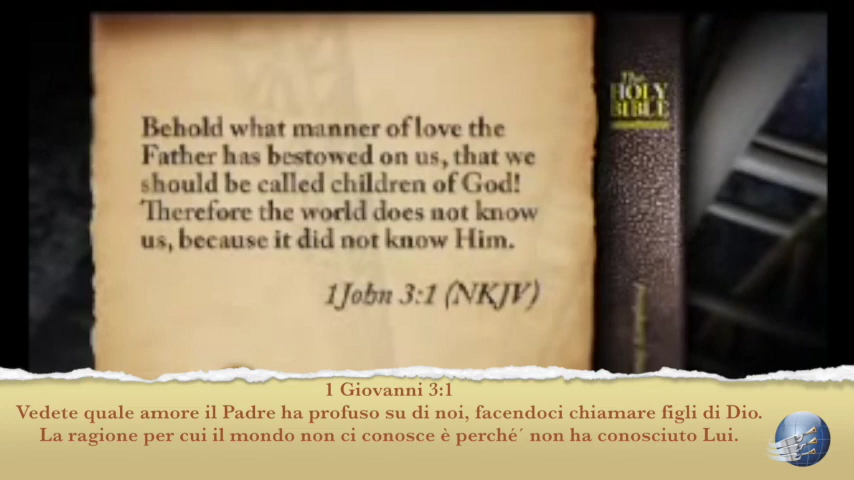 The
HOLY
BIBLE
Behold what manner of love the
Father has bestowed on us, that we
should be called children of God!
Therefore the world does not know
us, because it did not know Him.
1John 3:1 (NKJV)
1 Giovanni 3:1
Vedete quale amore il Padre ha profuso su di noi, facendoci chiamare figli di Dio.
La ragione per cui il mondo non ci conosce è perché´ non ha conosciuto Lui.